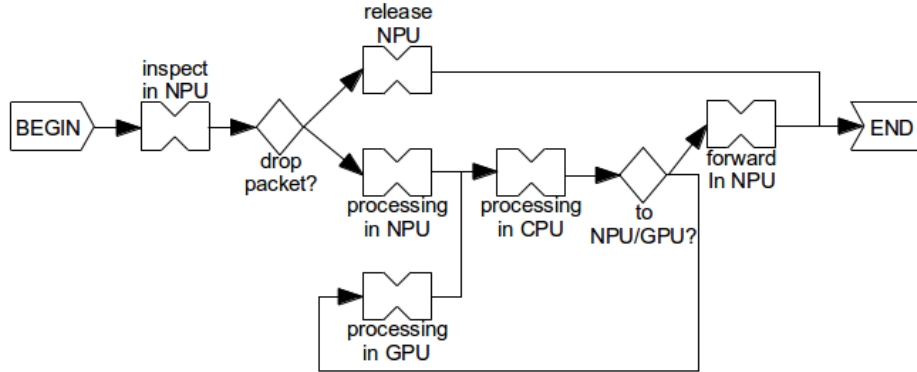 release
NPU
inspect
in NPU
BEGIN
END
drop
packet?
forward
In NPU
processing
in NPU
processing
in CPU
to
NPU/GPU?
processing
in GPU